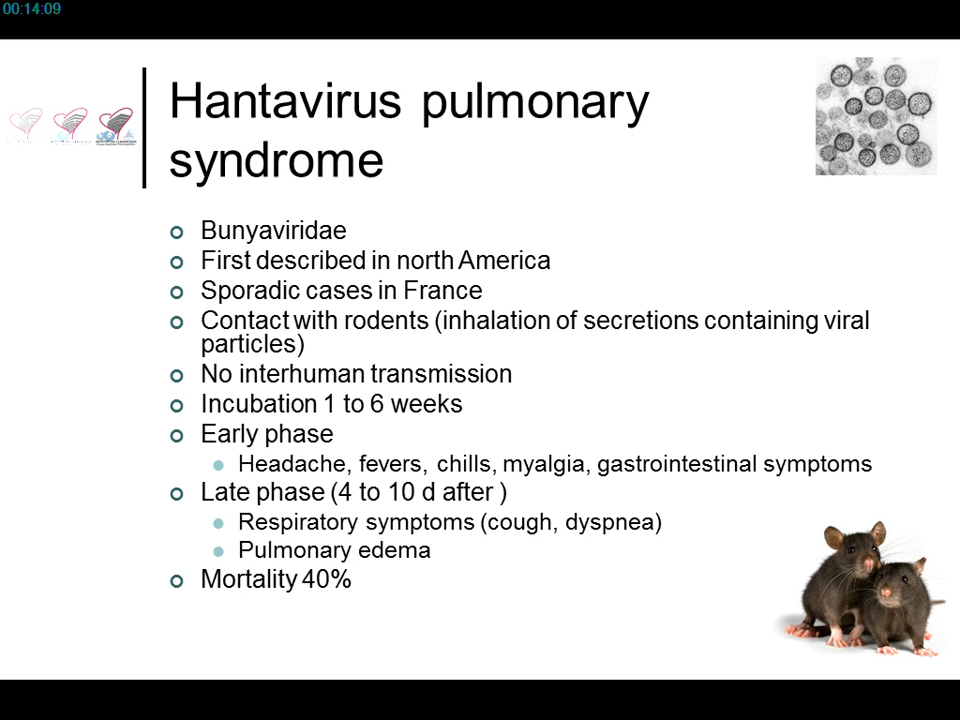 00:14:09
Hantavirus pulmonary
syndrome
Bunyaviridae
First described in north America
Sporadic cases in France
Contact with rodents (inhalation of secretions containing viral
particles)
No interhuman transmission
Incubation 1 to 6 weeks
Early phase
Headache, fevers, chills, myalgia, gastrointestinal symptoms
Late phase (4 to 10 d after )
Respiratory symptoms (cough, dyspnea)
Pulmonary edema
Mortality 40%